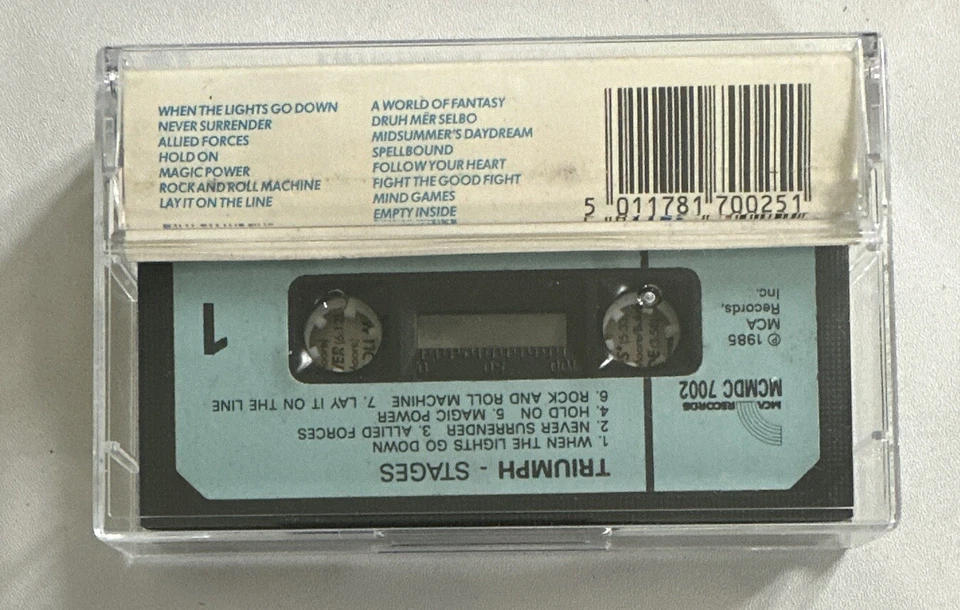 WHEN THE LIGHTS GO DOWN
NEVER SURRENDER
ALLIED FORCES
HOLD ON
MAGIC POWER
ROCK AND ROLL MACHINE
LAY IT ON THE LINE
A WORLD OF FANTASY
DRUH MËR SELBO
MIDSUMMER'S DAYDREAM
SPELLBOUND
FOLLOW YOUR HEART
FIGHT THE GOOD FIGHT
MIND GAMES
EMPTY INSIDE
5 011781 700251
TRIUMPH - STAGES
1. WHEN THE LIGHTS GO DOWN
2. NEVER SURRENDER 3. ALLIED FORCES
4. HOLD ON 5. MAGIC POWER
6. ROCK AND ROLL MACHINE 7. LAY IT ON THE LINE
MCA RECORDS
MCMDC 7002
℗ 1985
MCA
Records,
Inc.
1
0 50 100